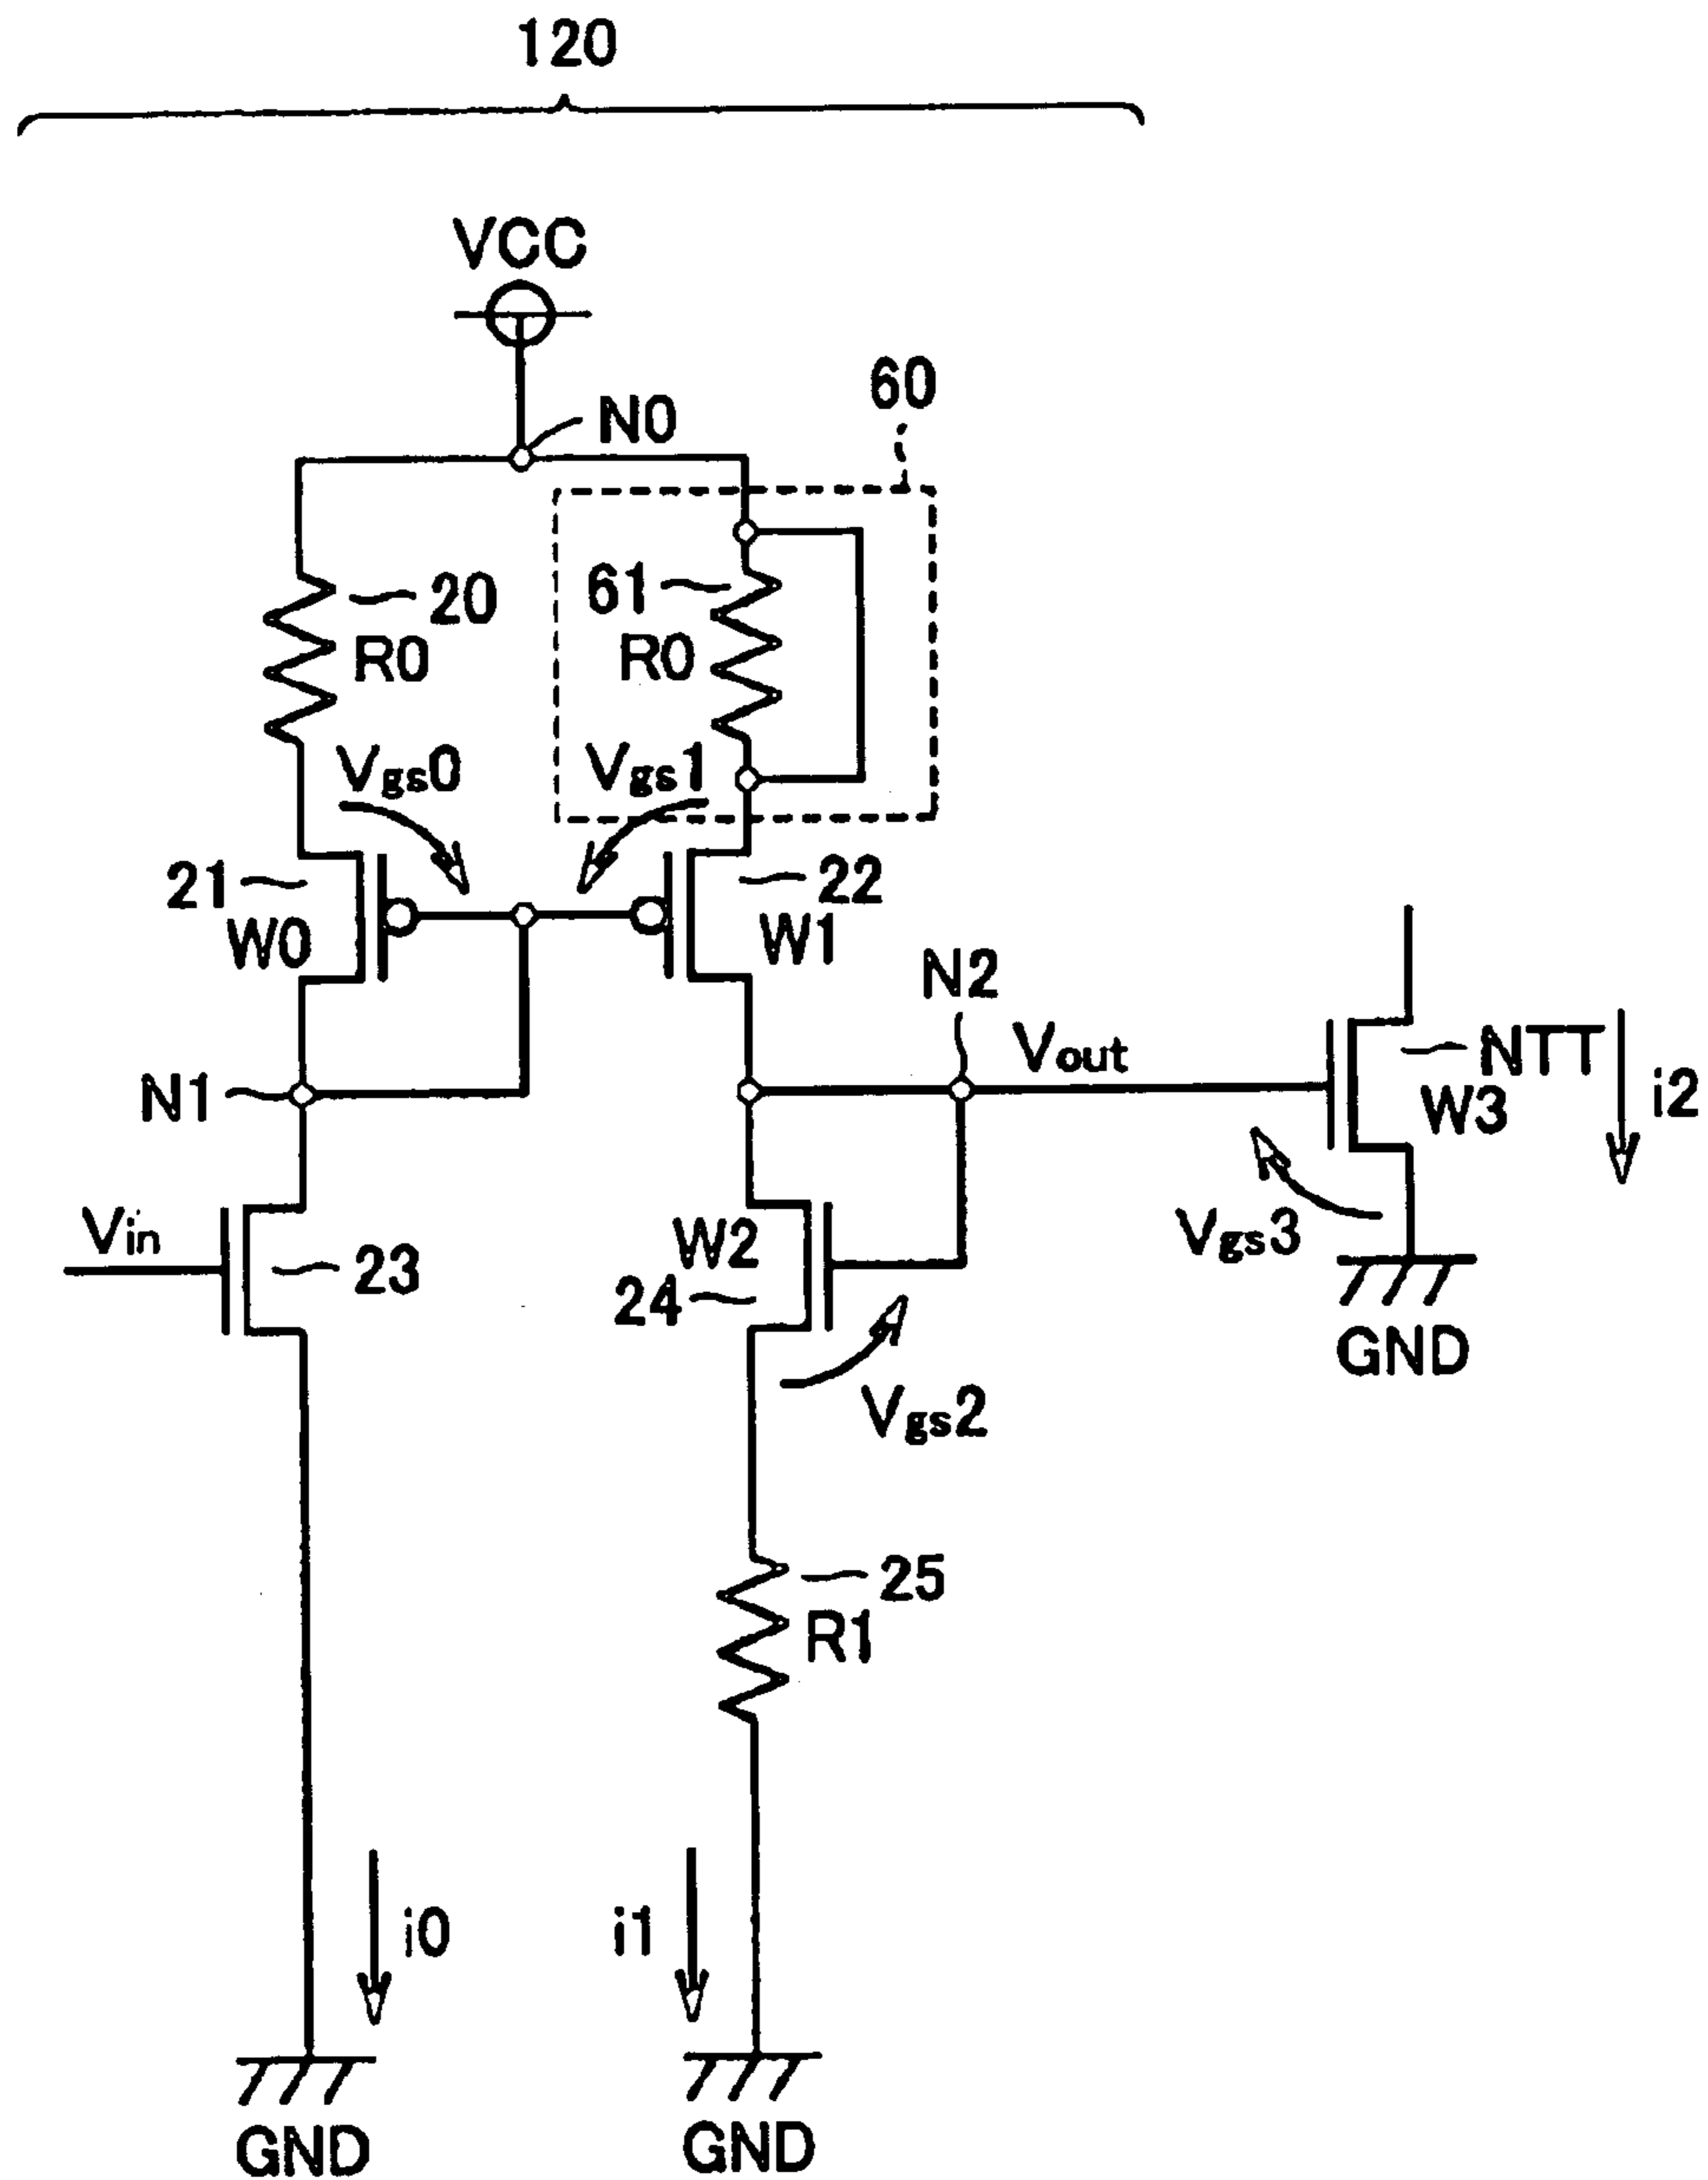 120
VCC
60
N0
20
R0
61
R0
Vgs0
Vgs1
21
W0
22
W1
N2
Vout
NTT
W3
i2
N1
Vin
23
W2
24
Vgs3
GND
Vgs2
25
R1
i0
i1
GND
GND